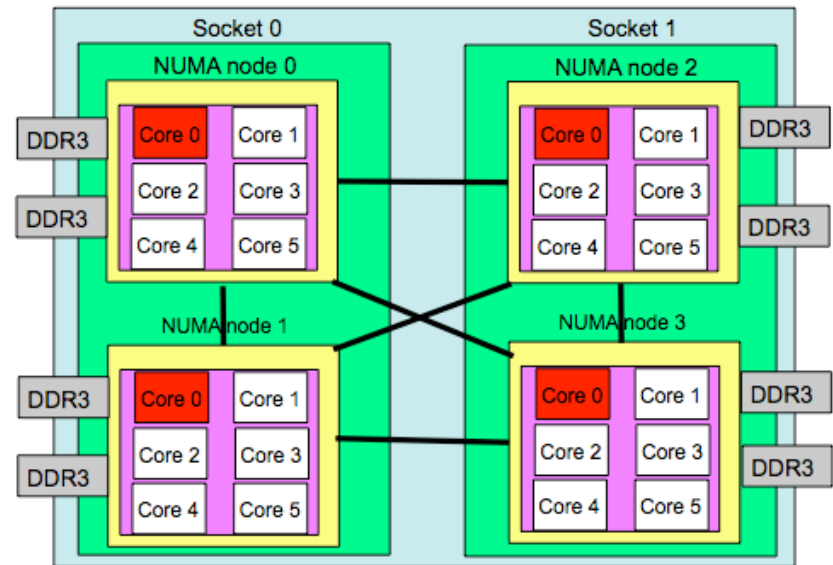 Socket 0
Socket 1
NUMA node 0
NUMA node 2
DDR3
DDR3
Core 0
Core 1
Core 2
Core 3
Core 4
Core 5
Core 0
Core 1
Core 2
Core 3
Core 4
Core 5
DDR3
DDR3
NUMA node 1
NUMA node 3
DDR3
DDR3
Core 0
Core 1
Core 2
Core 3
Core 4
Core 5
Core 0
Core 1
Core 2
Core 3
Core 4
Core 5
DDR3
DDR3